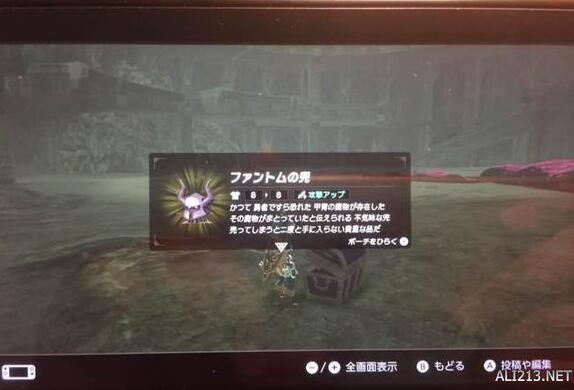 ファントムの兜
8 8 攻撃アップ
かつて 勇者ですら恐れた 甲冑の魔物が存在した
その魔物がまとっていたと伝えられる 不気味な兜
売ってしまうと二度と手に入らない貴重な品だ
ポーチをひらく
−/+ 全画面表示 B もどる A 投稿や編集
ALI213.NET